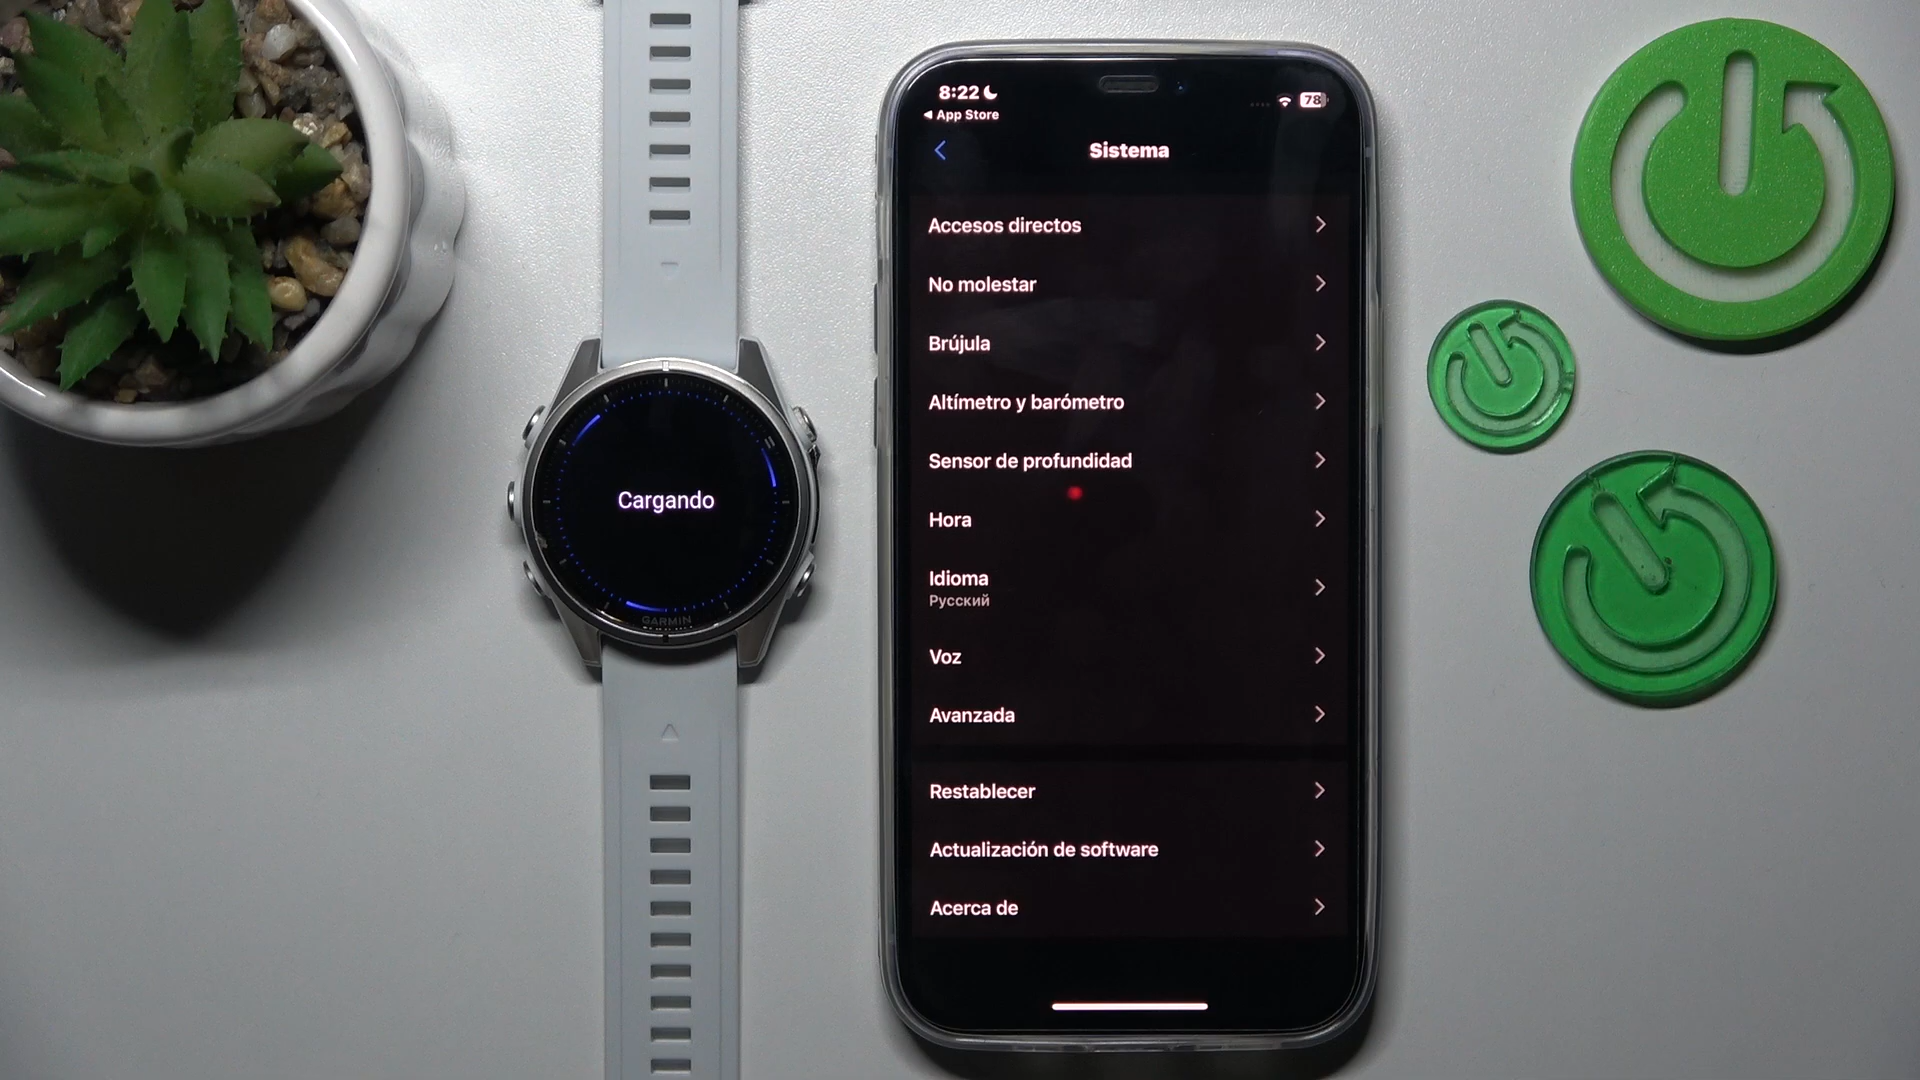 Cargando
GARMIN
8:22
78
App Store
Sistema
Accesos directos
No molestar
Brújula
Altímetro y barómetro
Sensor de profundidad
Hora
Idioma
Русский
Voz
Avanzada
Restablecer
Actualización de software
Acerca de